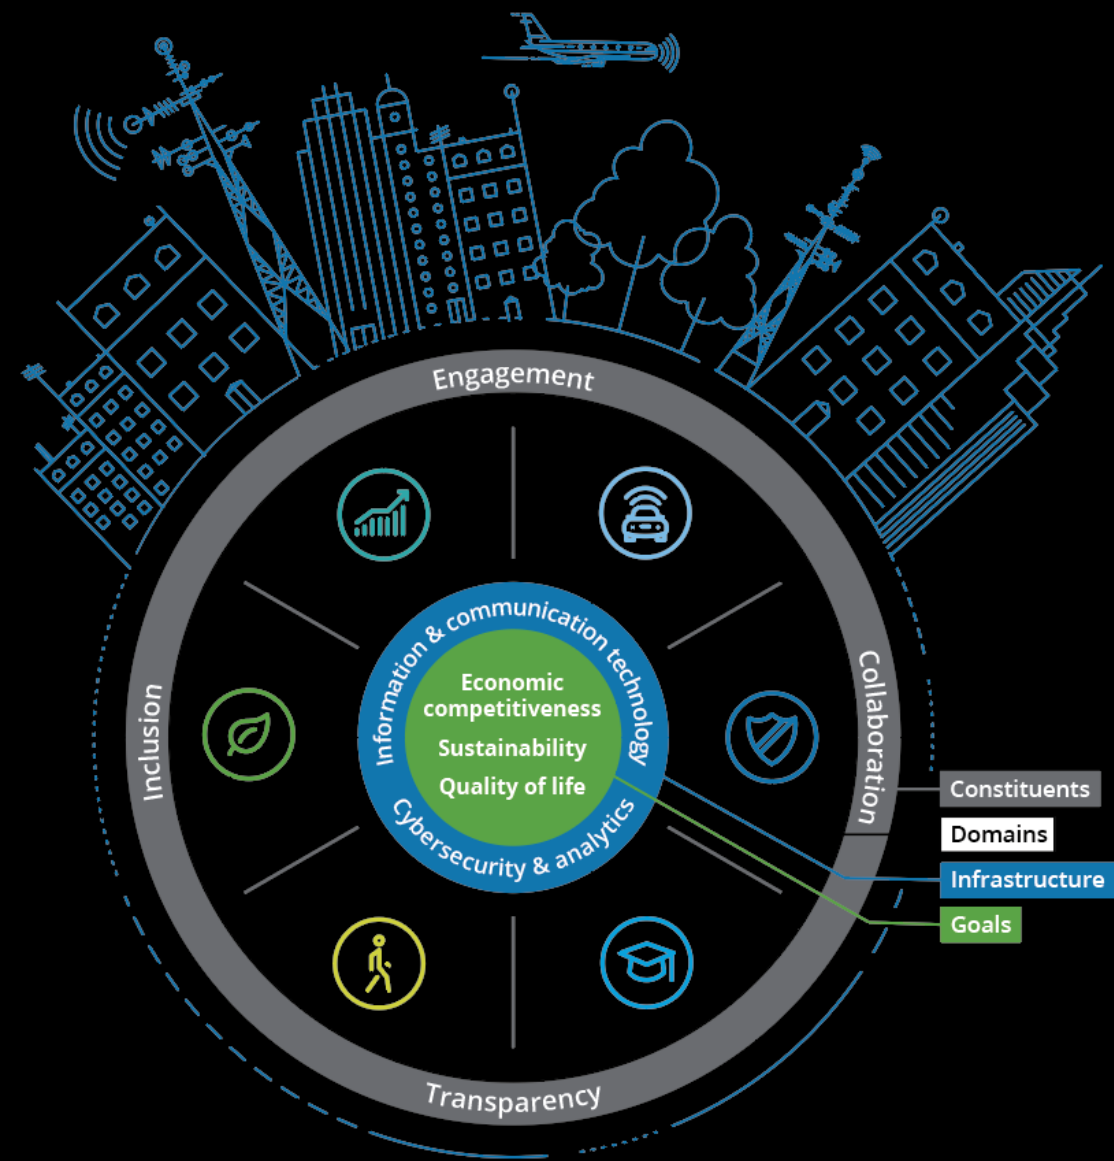 Engagement
Information & communication technology
Economic
competitiveness
Sustainability
Quality of life
Cybersecurity & analytics
Inclusion
Collaboration
Constituents
Domains
Infrastructure
Goals
Transparency